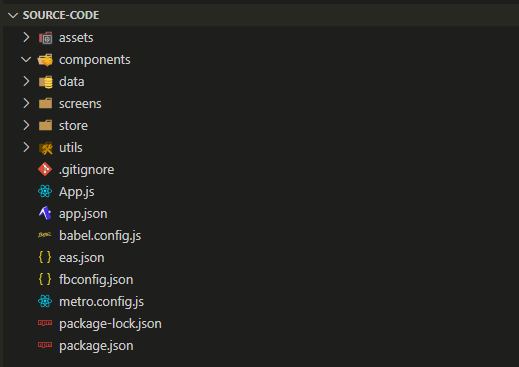 SOURCE-CODE
assets
components
data
screens
store
utils
.gitignore
App.js
app.json
babel.config.js
eas.json
fbconfig.json
metro.config.js
package-lock.json
package.json